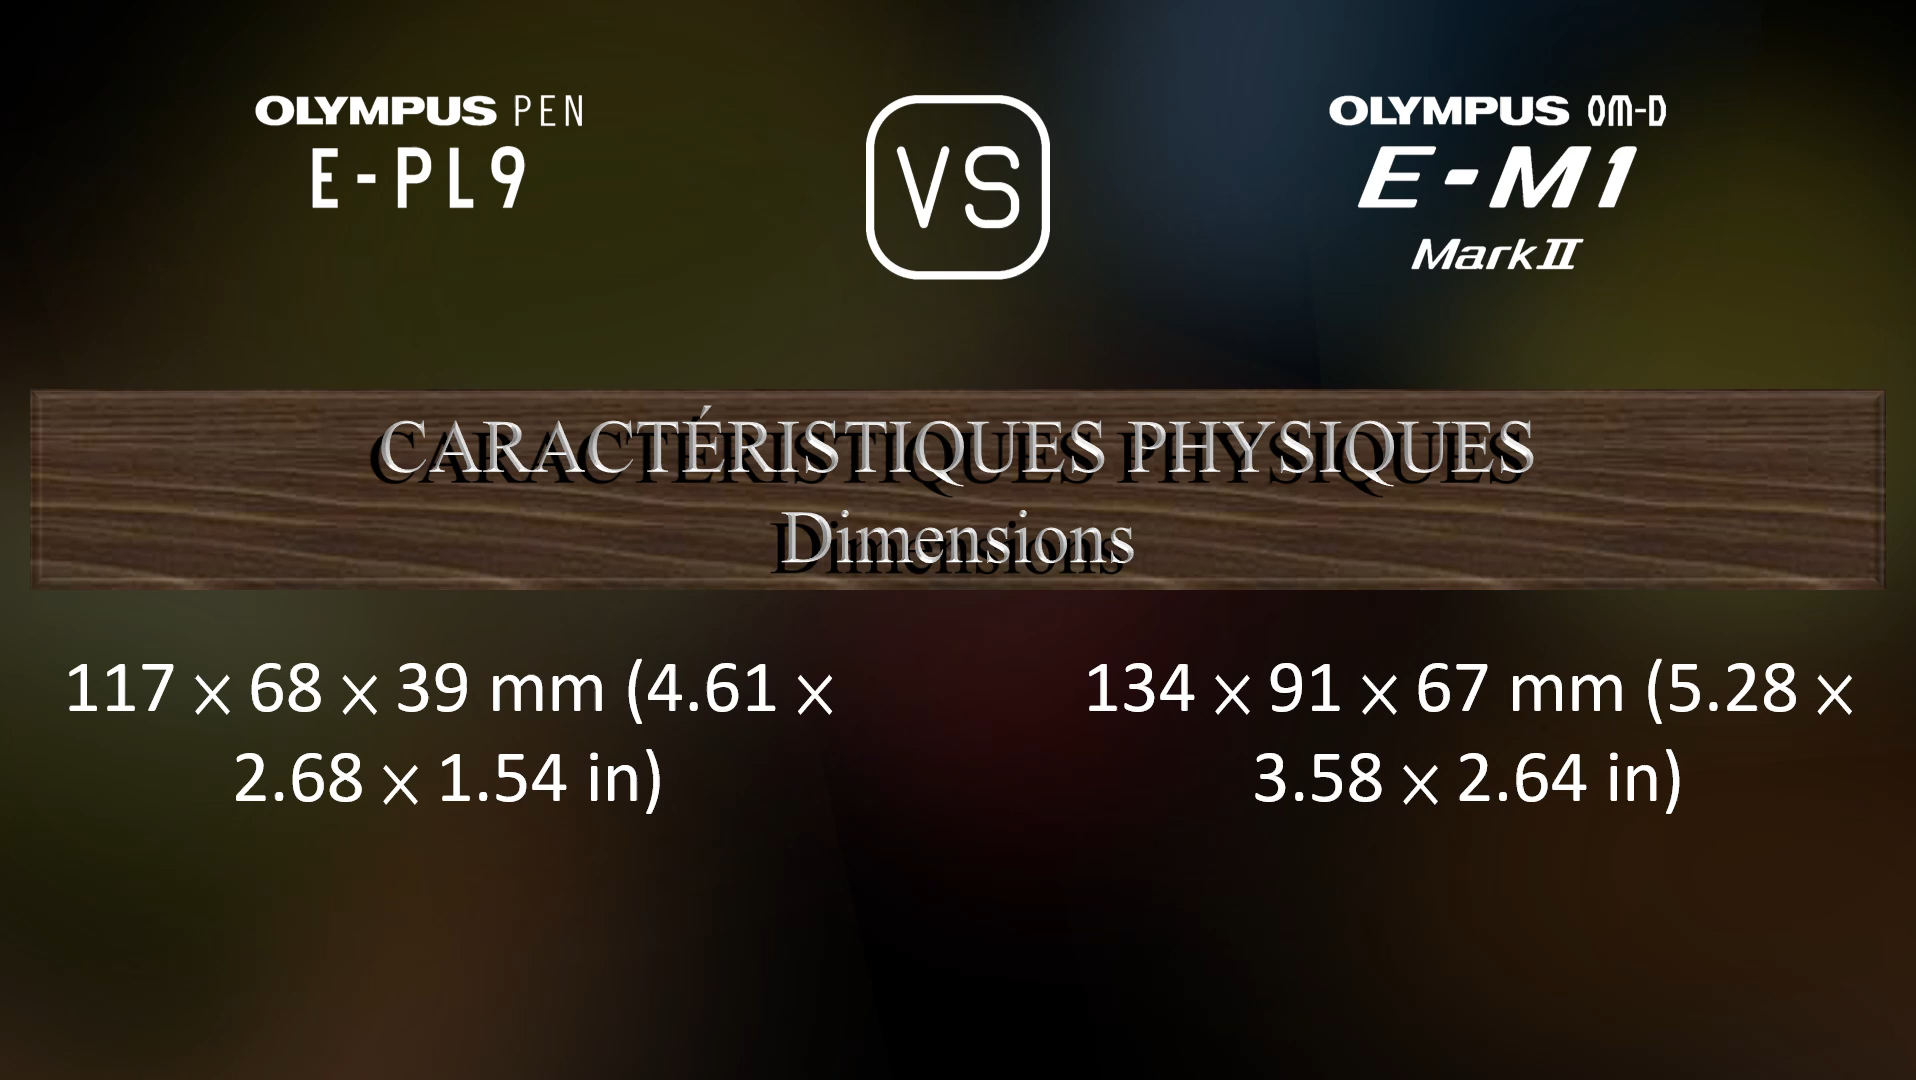 OLYMPUS PEN
E-PL9
VS
OLYMPUS OM-D
E-M1
Mark II
CARACTÉRISTIQUES PHYSIQUES
Dimensions
117 x 68 x 39 mm (4.61 x
2.68 x 1.54 in)
134 x 91 x 67 mm (5.28 x
3.58 x 2.64 in)